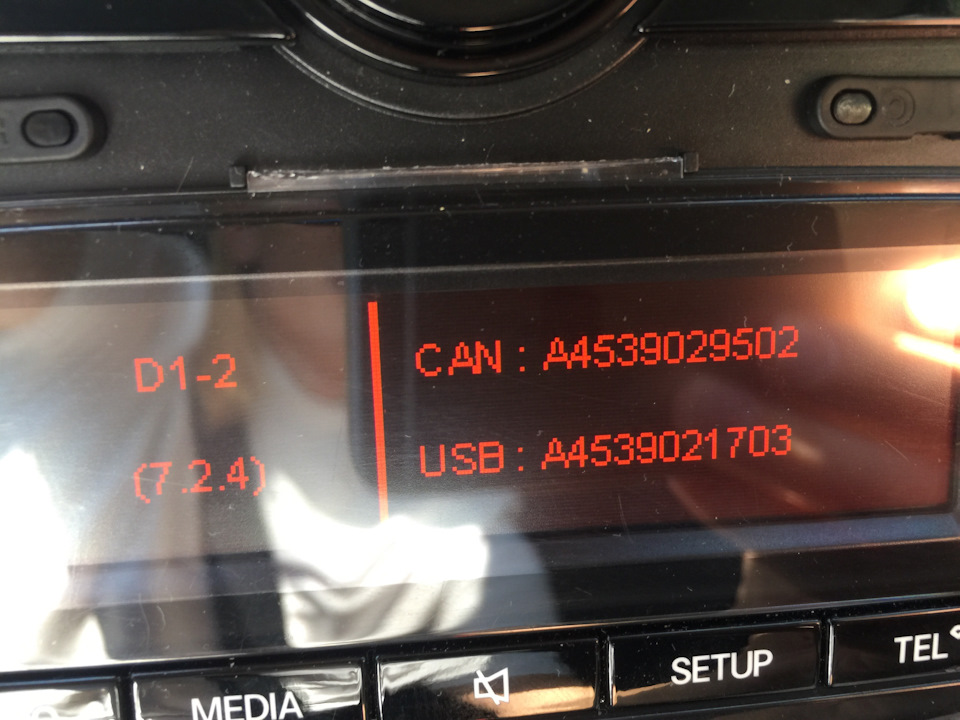 D1-2
(7.2.4)
CAN : A4539029502
USB : A4539021703
MEDIA
SETUP
TEL